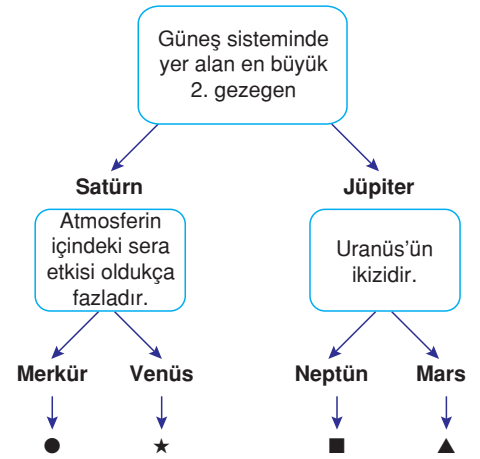 Güneş sisteminde
yer alan en büyük
2. gezegen
Satürn
Jüpiter
Atmosferin
içindeki sera
etkisi oldukça
fazladır.
Uranüs'ün
ikizidir.
Merkür
Venüs
Neptün
Mars